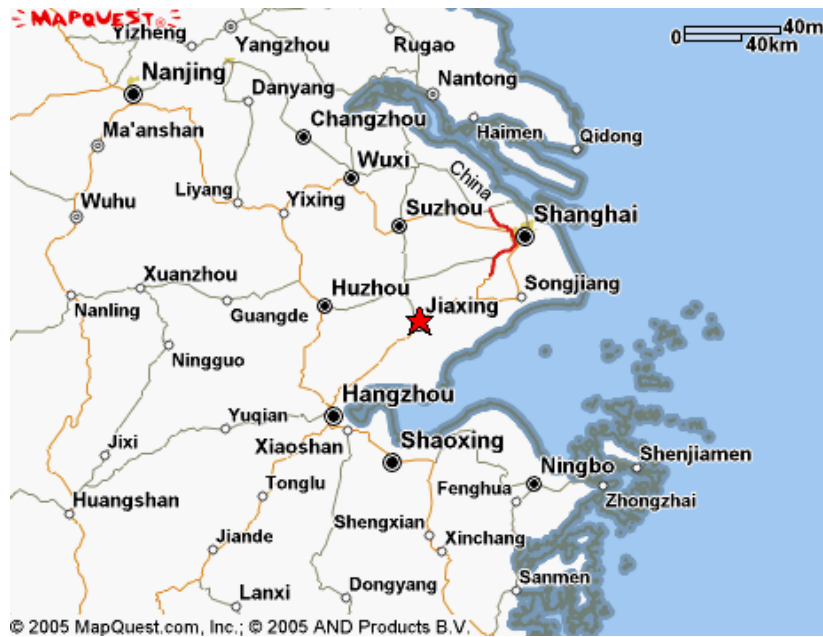 MAPQUEST
40mi
0
40km
Yizheng
Yangzhou
Rugao
Nanjing
Nantong
Danyang
Changzhou
Haimen
Qidong
Ma'anshan
Wuxi
China
Liyang
Yixing
Wuhu
Suzhou
Shanghai
Xuanzhou
Huzhou
Songjiang
Nanling
Guangde
Jiaxing
Ningguo
Hangzhou
Yuqian
Xiaoshan
Shaoxing
Jixi
Shenjiamen
Ningbo
Tonglu
Fenghua
Zhongzhai
Huangshan
Shengxian
Xinchang
Jiande
Sanmen
Lanxi
Dongyang
© 2005 MapQuest.com, Inc.; © 2005 AND Products B.V.